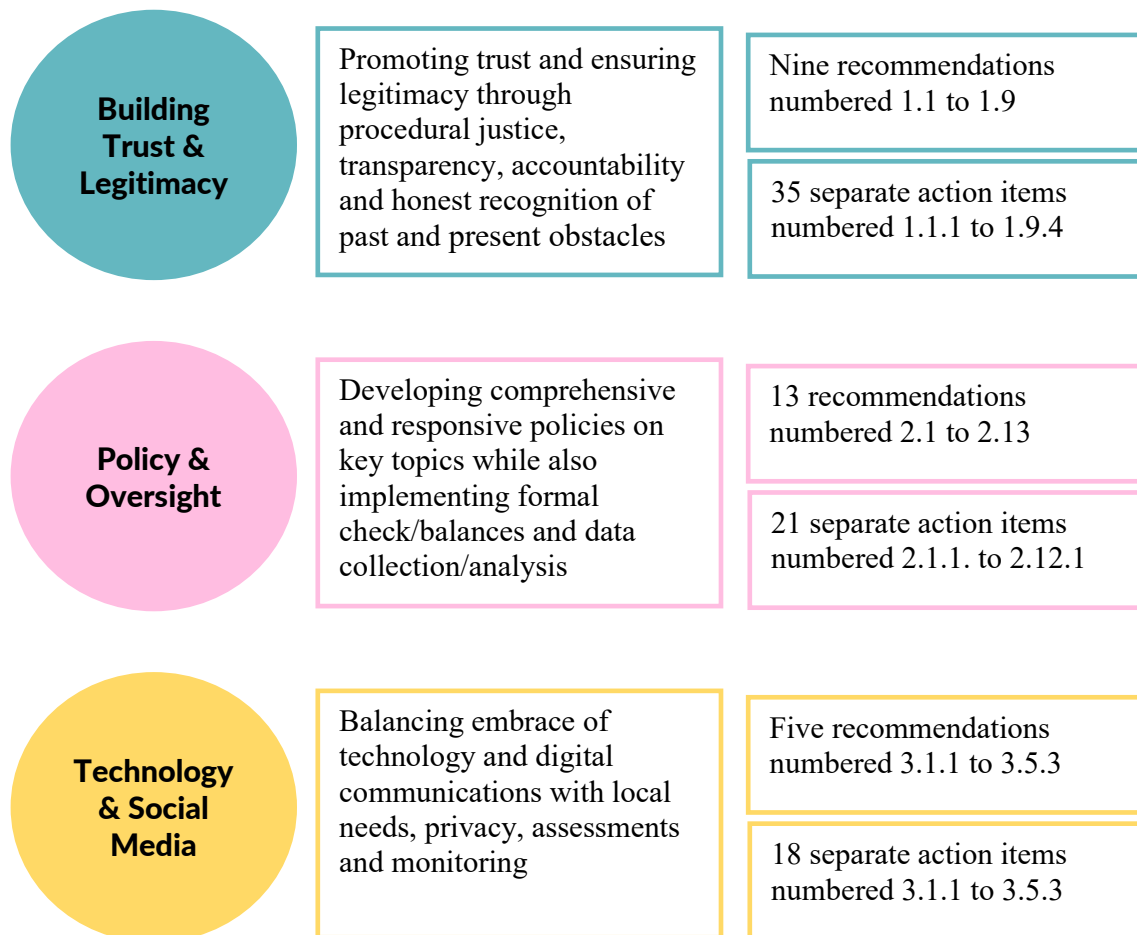 Building
Trust &
Legitimacy
Promoting trust and ensuring
legitimacy through
procedural justice,
transparency, accountability
and honest recognition of
past and present obstacles
Nine recommendations
numbered 1.1 to 1.9
35 separate action items
numbered 1.1.1 to 1.9.4
Policy &
Oversight
Developing comprehensive
and responsive policies on
key topics while also
implementing formal
check/balances and data
collection/analysis
13 recommendations
numbered 2.1 to 2.13
21 separate action items
numbered 2.1.1. to 2.12.1
Technology
& Social
Media
Balancing embrace of
technology and digital
communications with local
needs, privacy, assessments
and monitoring
Five recommendations
numbered 3.1.1 to 3.5.3
18 separate action items
numbered 3.1.1 to 3.5.3